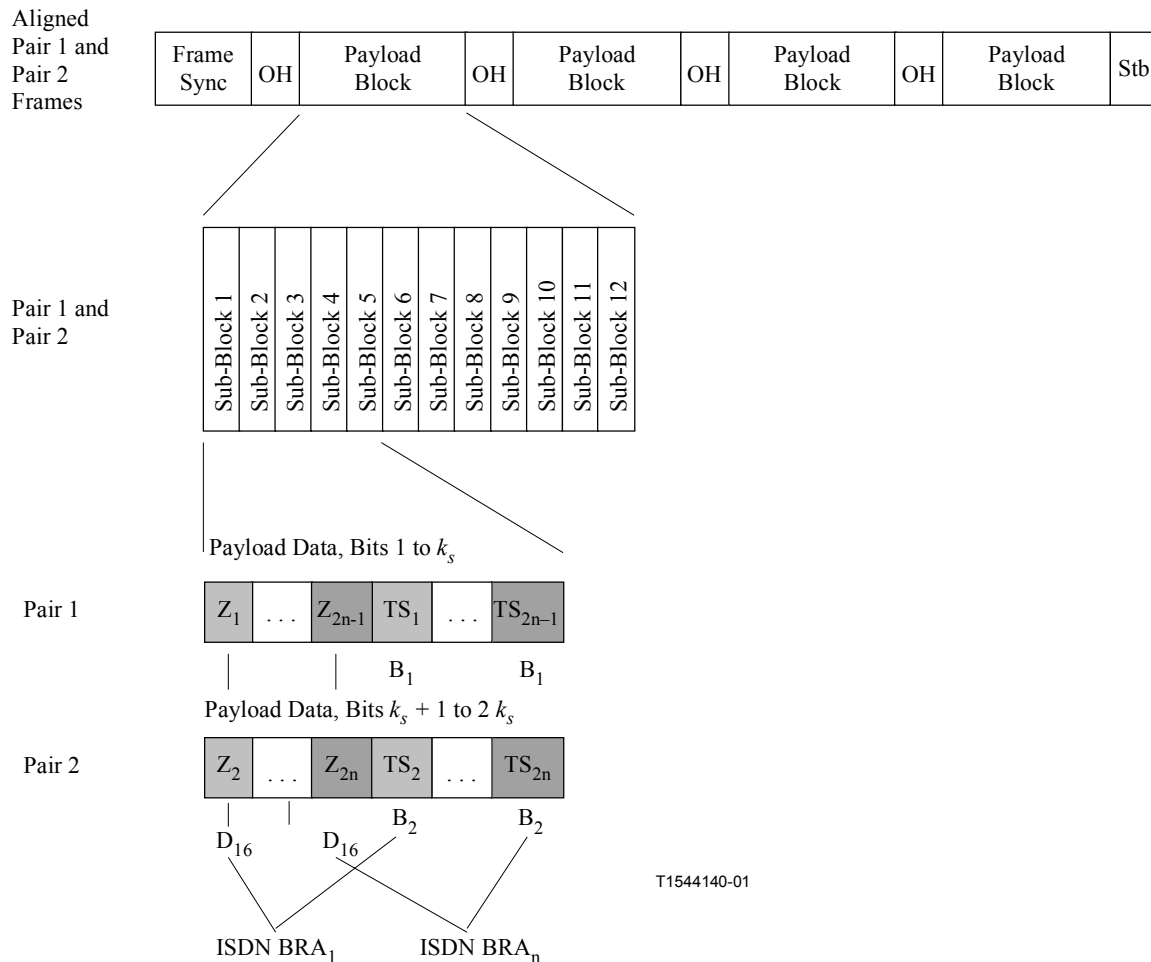 Aligned
Pair 1 and
Pair 2
Frames
Frame
Sync
OH
Payload
Block
OH
Payload
Block
OH
Payload
Block
OH
Payload
Block
Stb
Pair 1 and
Pair 2
Sub-Block 1
Sub-Block 2
Sub-Block 3
Sub-Block 4
Sub-Block 5
Sub-Block 6
Sub-Block 7
Sub-Block 8
Sub-Block 9
Sub-Block 10
Sub-Block 11
Sub-Block 12
Payload Data, Bits 1 to kₛ
Pair 1
Z₁ . . . Z₂ₙ₋₁ TS₁ . . . TS₂ₙ₋₁
B₁ B₁
Payload Data, Bits kₛ + 1 to 2 kₛ
Pair 2
Z₂ . . . Z₂ₙ TS₂ . . . TS₂ₙ
B₂ B₂
D₁₆ D₁₆
T1544140-01
ISDN BRA₁ ISDN BRAₙ